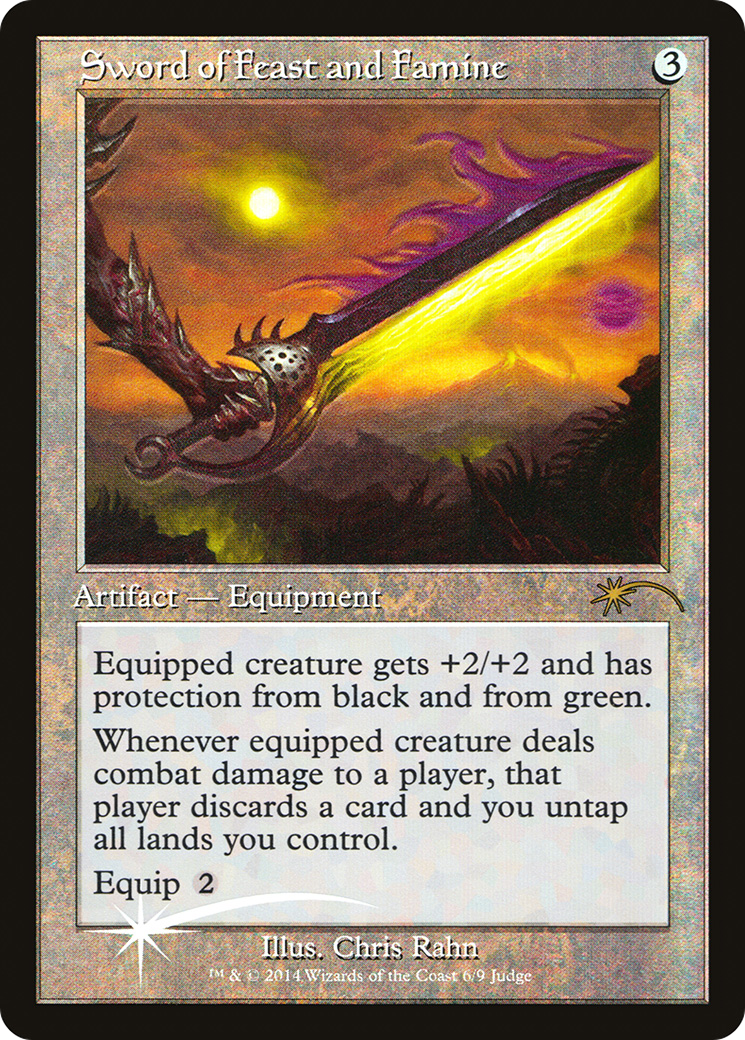 Sword of Feast and Famine 3
Artifact — Equipment
Equipped creature gets +2/+2 and has
protection from black and from green.
Whenever equipped creature deals
combat damage to a player, that
player discards a card and you untap
all lands you control.
Equip 2
Illus. Chris Rahn
™ & © 2014 Wizards of the Coast 6/9 Judge